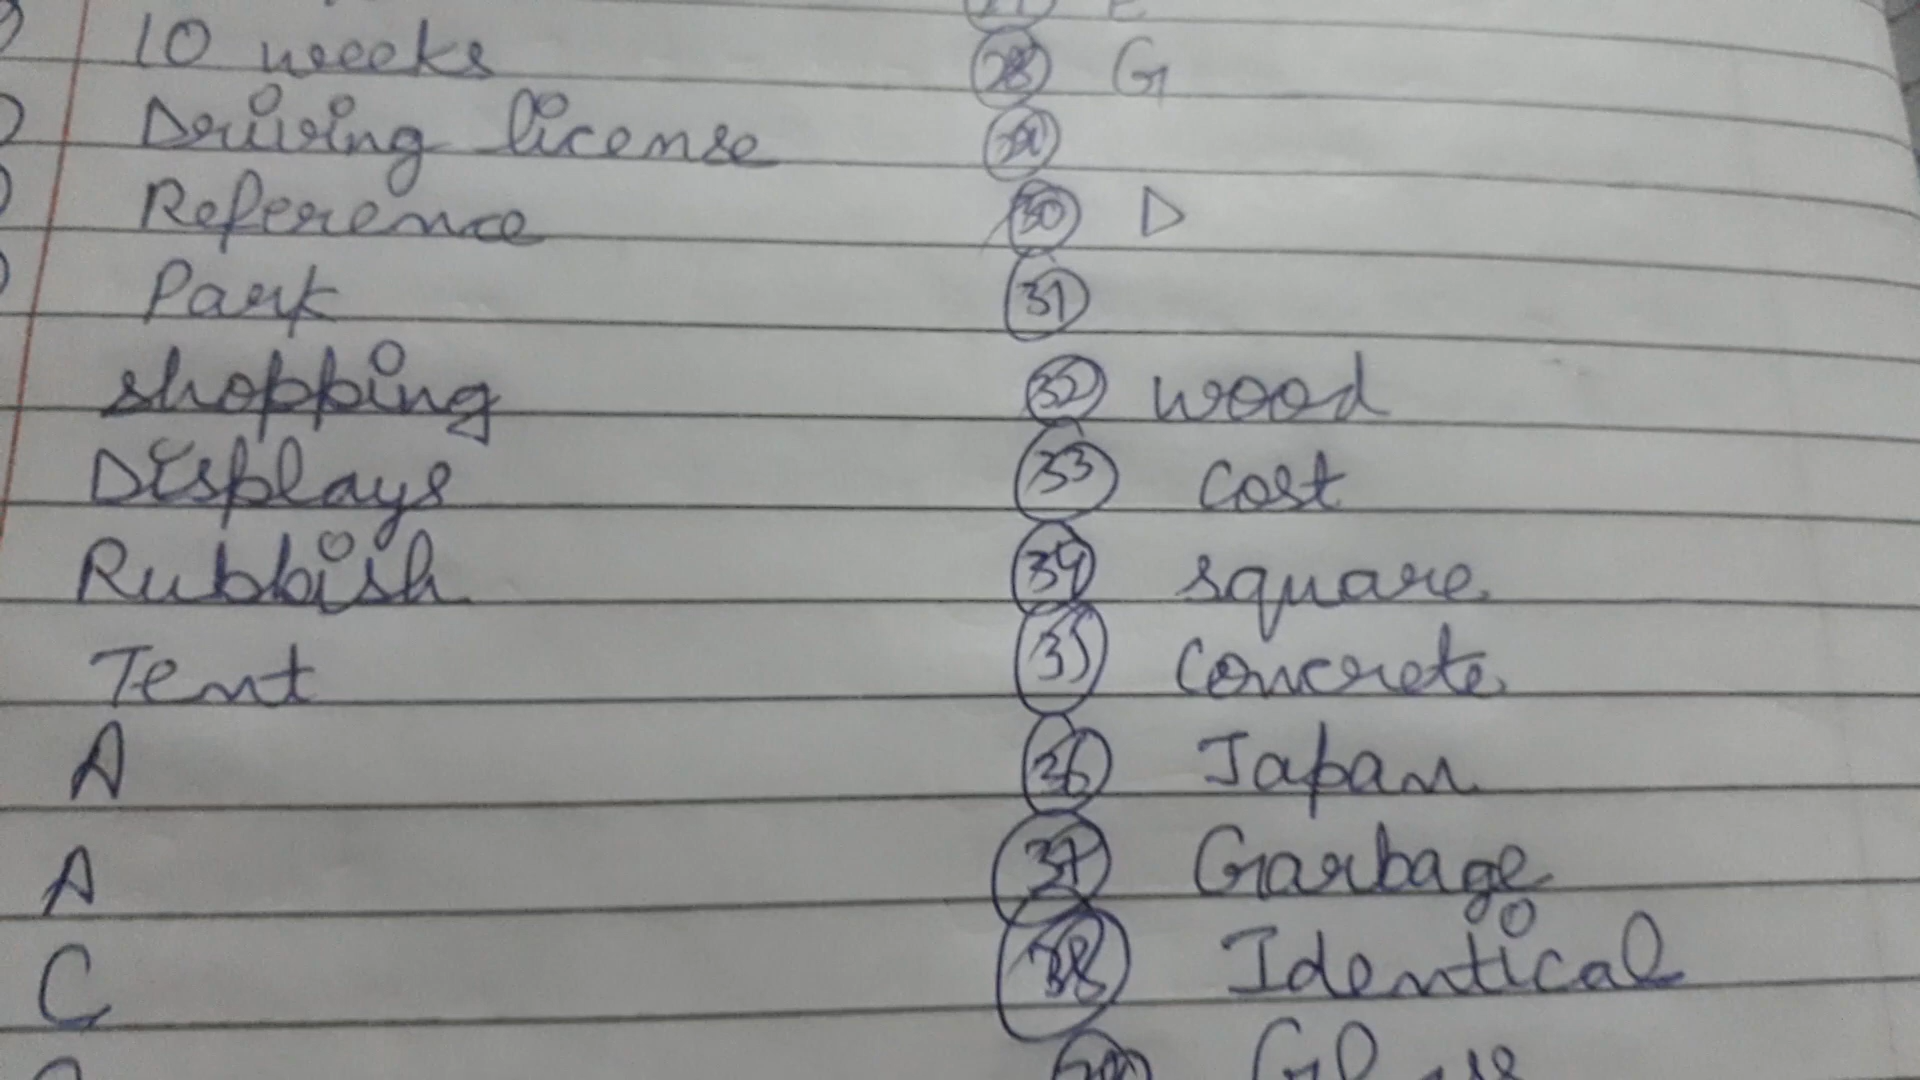 10 weeks
Driving license
Reference
Park
shopping
Displays
Rubbish
Tent
A
A
C
28 G
29
30 D
31
32 wood
33 cost
34 square
35 concrete
36 Japan
37 Garbage
38 Identical